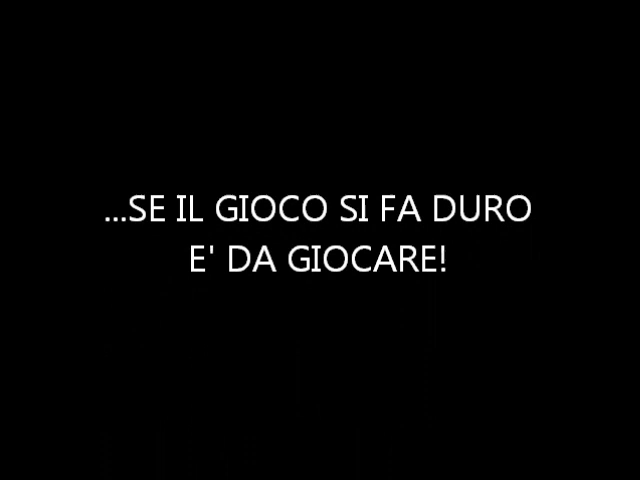 ...SE IL GIOCO SI FA DURO
E' DA GIOCARE!